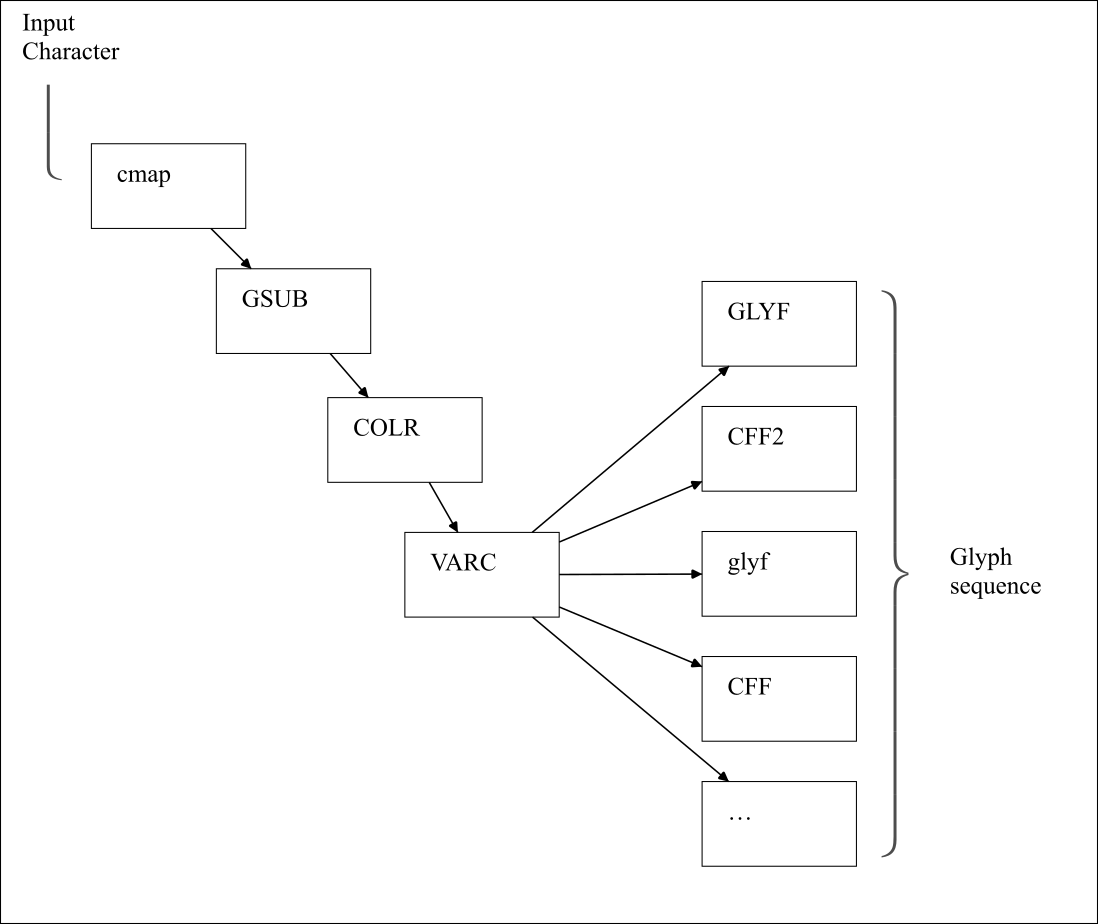 Input
Character
cmap
GSUB
COLR
VARC
GLYF
CFF2
glyf
CFF
…
Glyph
sequence